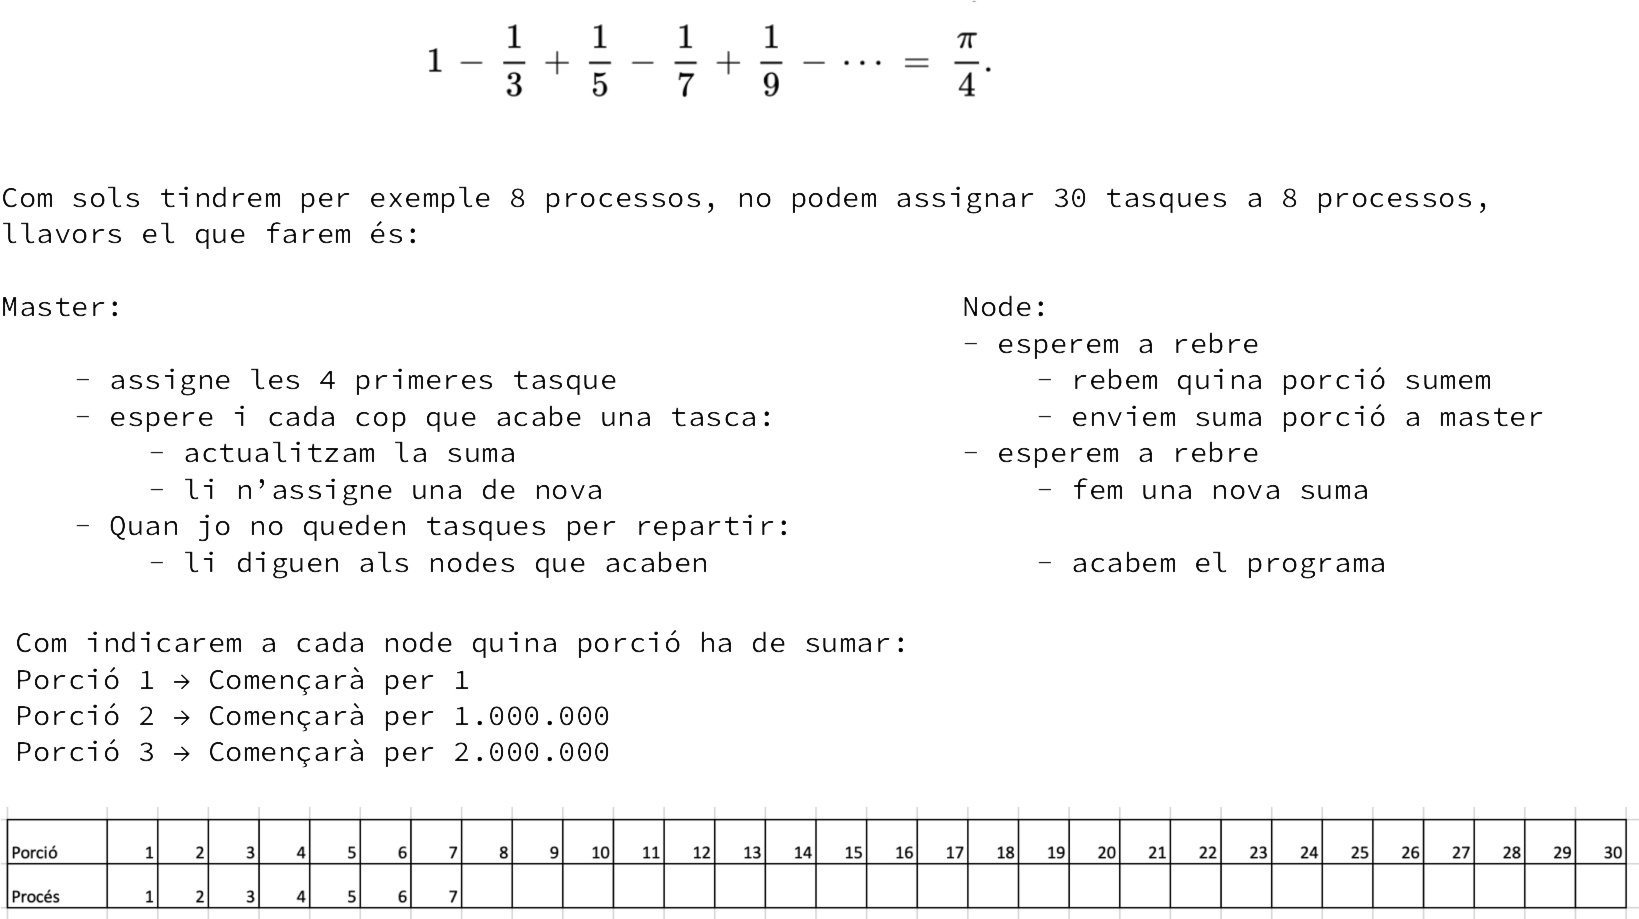 1 − 1/3 + 1/5 − 1/7 + 1/9 − ⋯ = π/4.
Com sols tindrem per exemple 8 processos, no podem assignar 30 tasques a 8 processos,
llavors el que farem és:
Master:
- assigne les 4 primeres tasque
- espere i cada cop que acabe una tasca:
- actualitzam la suma
- li n’assigne una de nova
- Quan jo no queden tasques per repartir:
- li diguen als nodes que acaben
Node:
- esperem a rebre
- rebem quina porció sumem
- enviem suma porció a master
- esperem a rebre
- fem una nova suma
- acabem el programa
Com indicarem a cada node quina porció ha de sumar:
Porció 1 → Començarà per 1
Porció 2 → Començarà per 1.000.000
Porció 3 → Començarà per 2.000.000
Porció 1 2 3 4 5 6 7 8 9 10 11 12 13 14 15 16 17 18 19 20 21 22 23 24 25 26 27 28 29 30
Procés 1 2 3 4 5 6 7